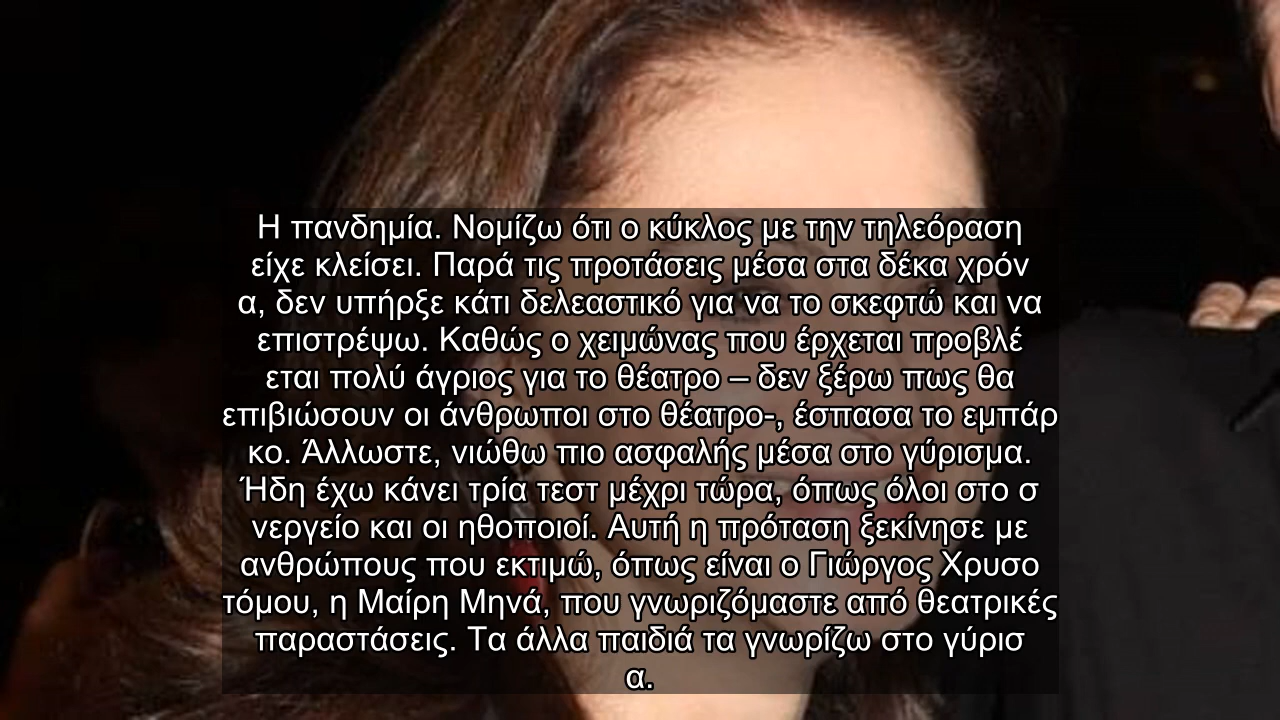 Η πανδημία. Νομίζω ότι ο κύκλος με την τηλεόραση
είχε κλείσει. Παρά τις προτάσεις μέσα στα δέκα χρόν
α, δεν υπήρξε κάτι δελεαστικό για να το σκεφτώ και να
επιστρέψω. Καθώς ο χειμώνας που έρχεται προβλέ
εται πολύ άγριος για το θέατρο – δεν ξέρω πως θα
επιβιώσουν οι άνθρωποι στο θέατρο-, έσπασα το εμπάρ
κο. Άλλωστε, νιώθω πιο ασφαλής μέσα στο γύρισμα.
Ήδη έχω κάνει τρία τεστ μέχρι τώρα, όπως όλοι στο σ
νεργείο και οι ηθοποιοί. Αυτή η πρόταση ξεκίνησε με
ανθρώπους που εκτιμώ, όπως είναι ο Γιώργος Χρυσο
τόμου, η Μαίρη Μηνά, που γνωριζόμαστε από θεατρικές
παραστάσεις. Τα άλλα παιδιά τα γνωρίζω στο γύρισ
α.